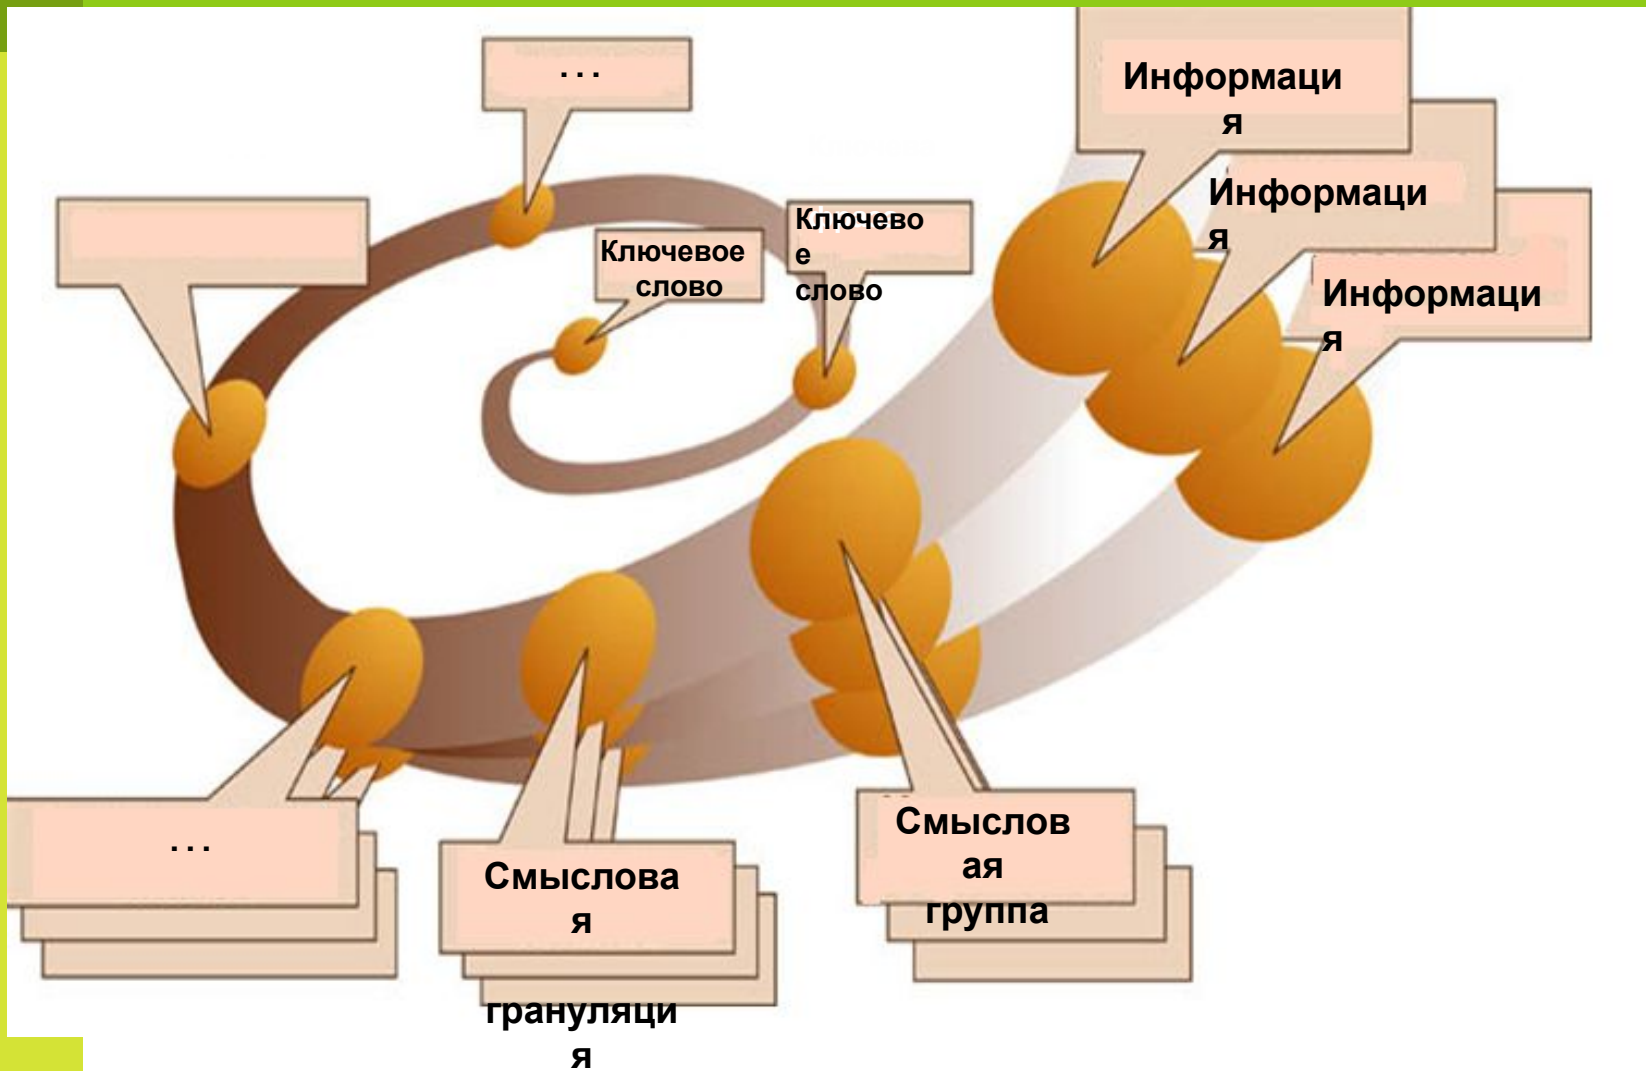 . . .
Информаци
я
Информаци
я
Информаци
я
Ключевое
слово
Ключево
е
слово
. . .
Смыслова
я
грануляци
я
Смыслов
ая
группа